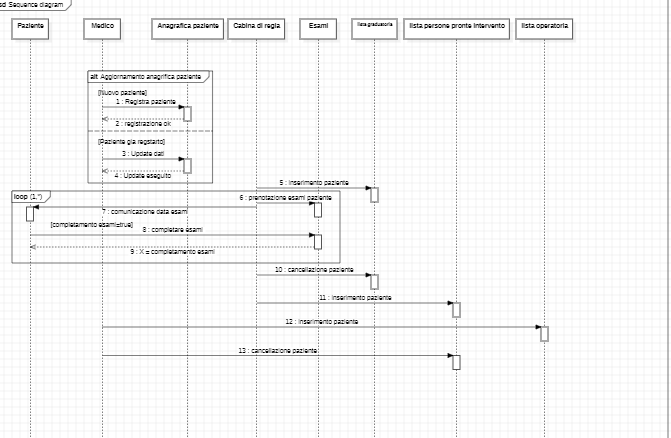 sd Sequence diagram
Paziente
Medico
Anagrafica paziente
Cabina di regia
Esami
lista graduatoria
lista persone pronte intervento
lista operatoria
alt Aggiornamento anagrifica paziente
[Nuovo paziente]
1 : Registra paziente
2 : registrazione ok
[Paziente gia regstarto]
3 : Update dati
4 : Update eseguito
5 : inserimento paziente
loop (1,*)
6 : prenotazione esami paziente
7 : comunicazione data esami
[completamento esami=true]
8 : completare esami
9 : X = completamento esami
10 : cancellazione paziente
11 : inserimento paziente
12 : inserimento paziente
13 : cancellazione paziente